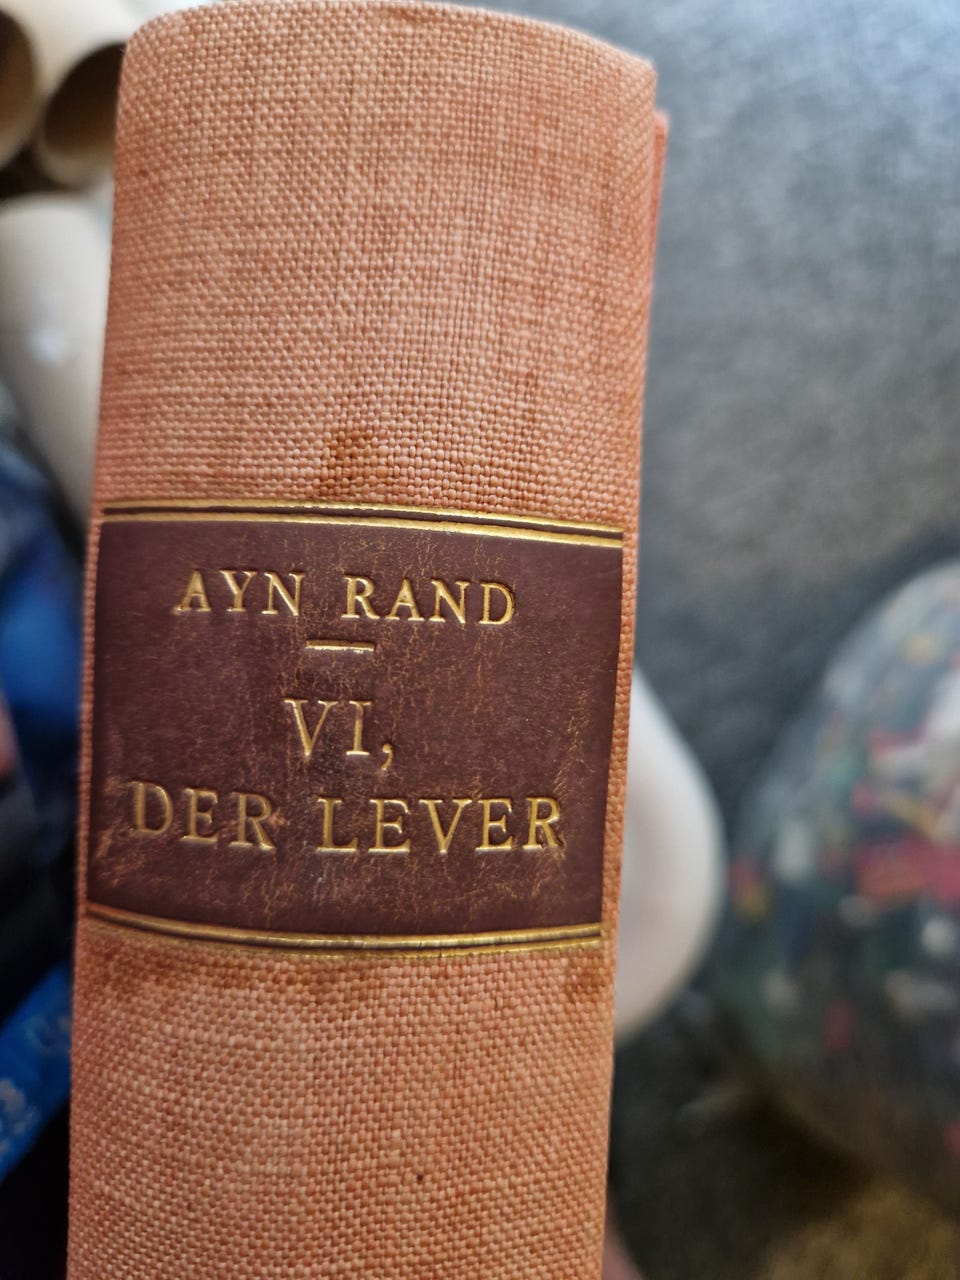 AYN RAND
VI,
DER LEVER